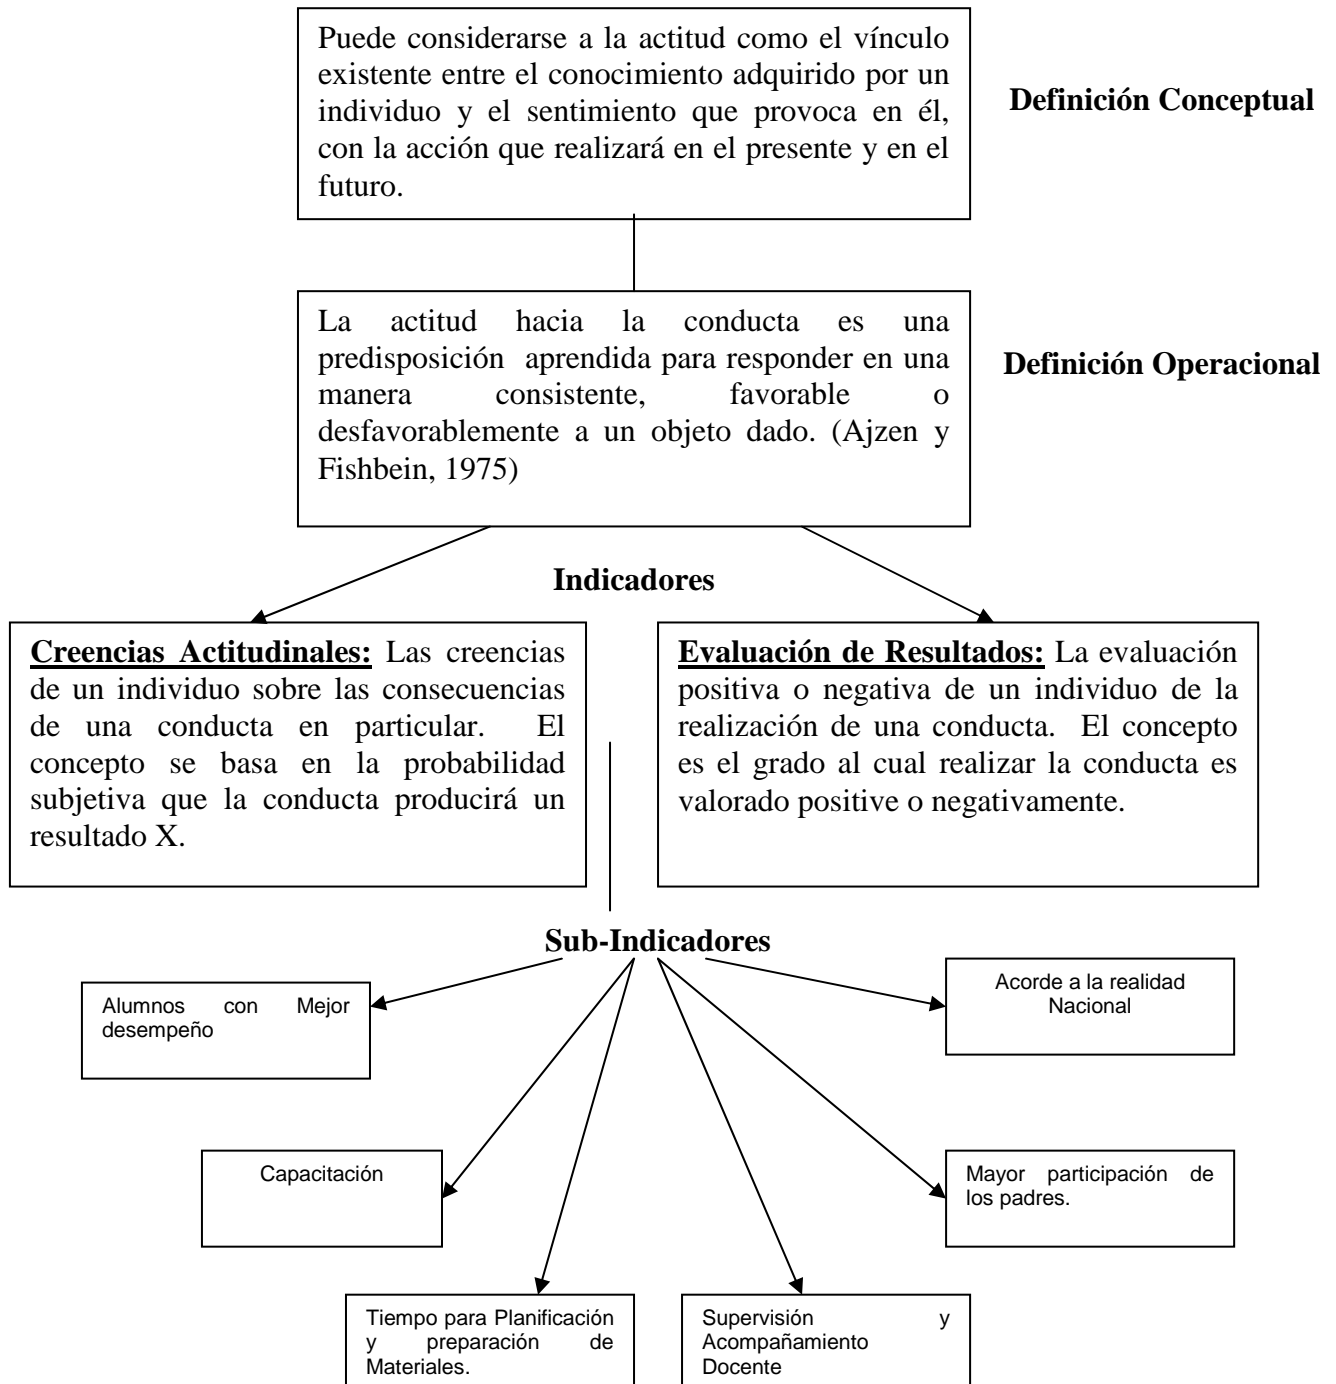 Puede considerarse a la actitud como el vínculo
existente entre el conocimiento adquirido por un
individuo y el sentimiento que provoca en él,
con la acción que realizará en el presente y en el
futuro.
Definición Conceptual
La actitud hacia la conducta es una
predisposición aprendida para responder en una
manera consistente, favorable o
desfavorablemente a un objeto dado. (Ajzen y
Fishbein, 1975)
Definición Operacional
Indicadores
Creencias Actitudinales: Las creencias
de un individuo sobre las consecuencias
de una conducta en particular. El
concepto se basa en la probabilidad
subjetiva que la conducta producirá un
resultado X.
Evaluación de Resultados: La evaluación
positiva o negativa de un individuo de la
realización de una conducta. El concepto
es el grado al cual realizar la conducta es
valorado positive o negativamente.
Sub-Indicadores
Alumnos con Mejor
desempeño
Acorde a la realidad
Nacional
Capacitación
Mayor participación de
los padres.
Tiempo para Planificación
y preparación de
Materiales.
Supervisión y
Acompañamiento
Docente